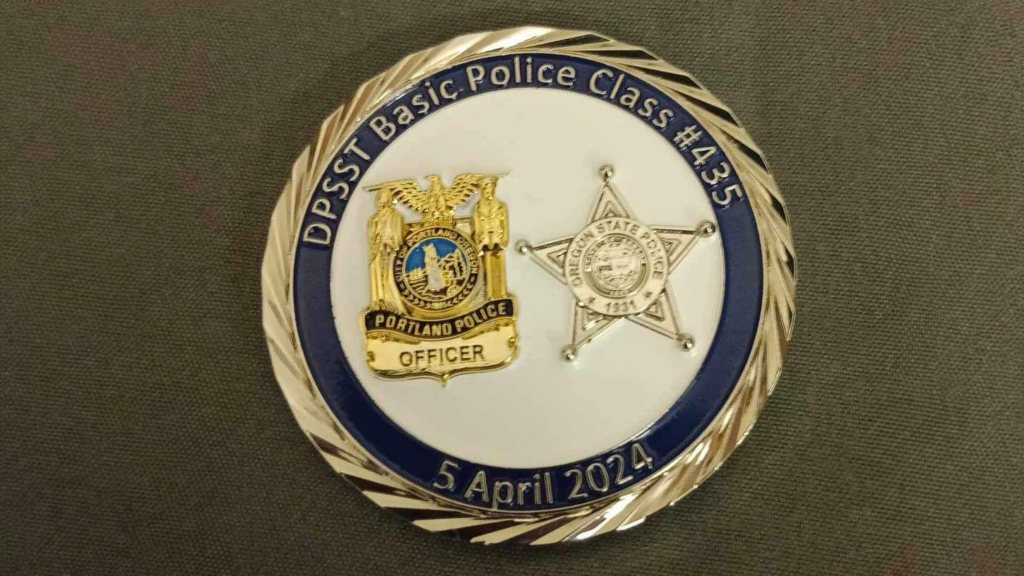 DPSST Basic Police Class #435
CITY OF PORTLAND, OREGON
PORTLAND POLICE
OFFICER
OREGON STATE POLICE
1931
5 April 2024